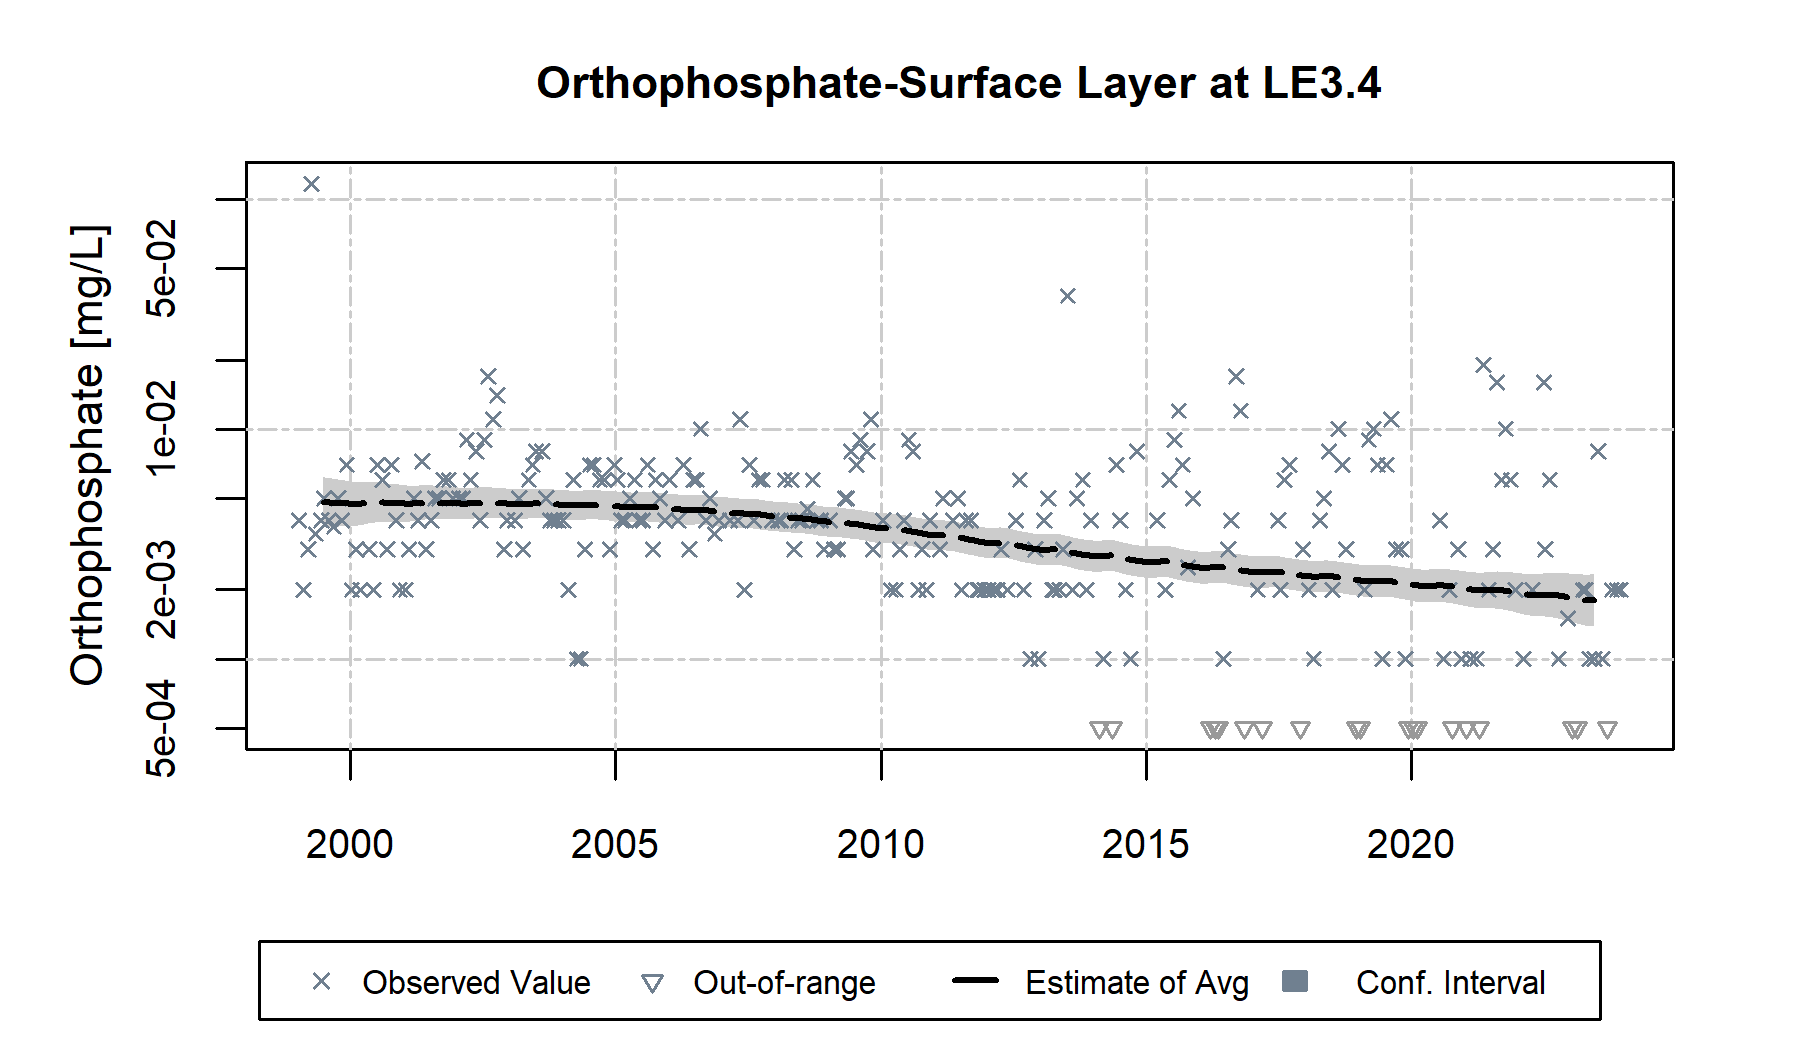 Orthophosphate-Surface Layer at LE3.4
Orthophosphate [mg/L]
5e-02
1e-02
2e-03
5e-04
2000 2005 2010 2015 2020
Observed Value Out-of-range Estimate of Avg Conf. Interval